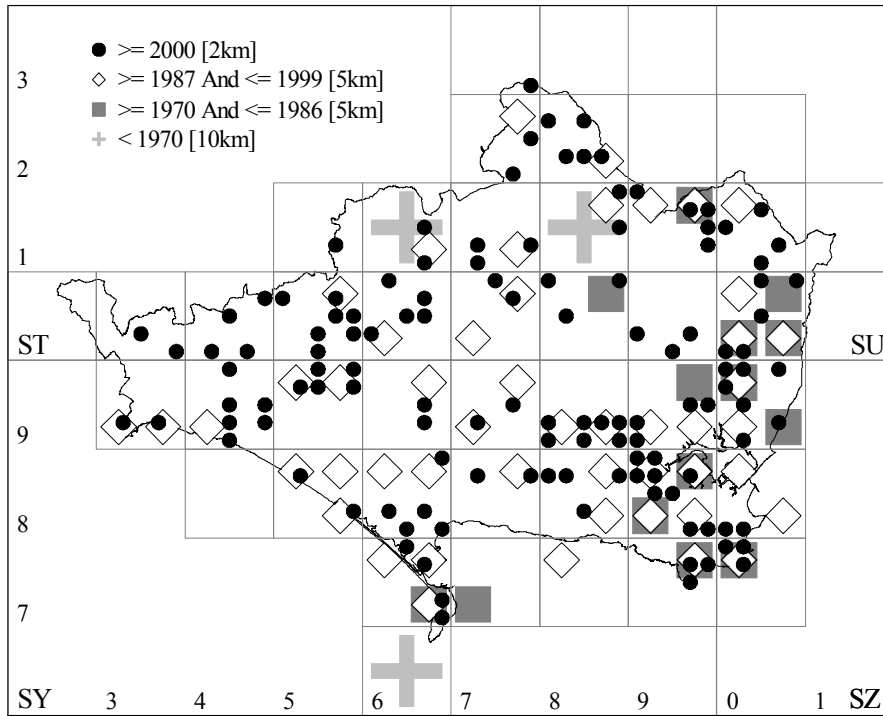 >= 2000 [2km]
3 >= 1987 And <= 1999 [5km]
>= 1970 And <= 1986 [5km]
< 1970 [10km]
2
1
ST SU
9
8
7
SY 3 4 5 6 7 8 9 0 1 SZ